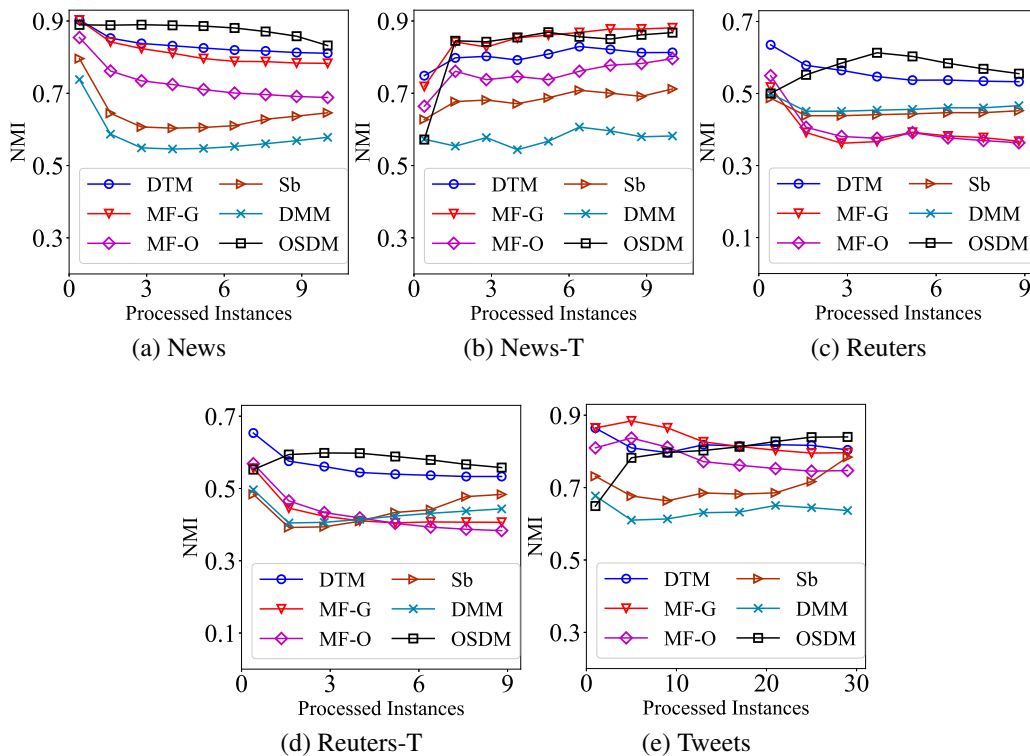 0.9
0.7
0.5
0.3
NMI
DTM
MF-G
MF-O
Sb
DMM
OSDM
0 3 6 9
Processed Instances
(a) News
0.9
0.7
0.5
0.3
NMI
DTM
MF-G
MF-O
Sb
DMM
OSDM
0 3 6 9
Processed Instances
(b) News-T
0.7
0.5
0.3
0.1
NMI
DTM
MF-G
MF-O
Sb
DMM
OSDM
0 3 6 9
Processed Instances
(c) Reuters
0.7
0.5
0.3
0.1
NMI
DTM
MF-G
MF-O
Sb
DMM
OSDM
0 3 6 9
Processed Instances
(d) Reuters-T
0.9
0.7
0.5
0.3
NMI
DTM
MF-G
MF-O
Sb
DMM
OSDM
0 10 20 30
Processed Instances
(e) Tweets